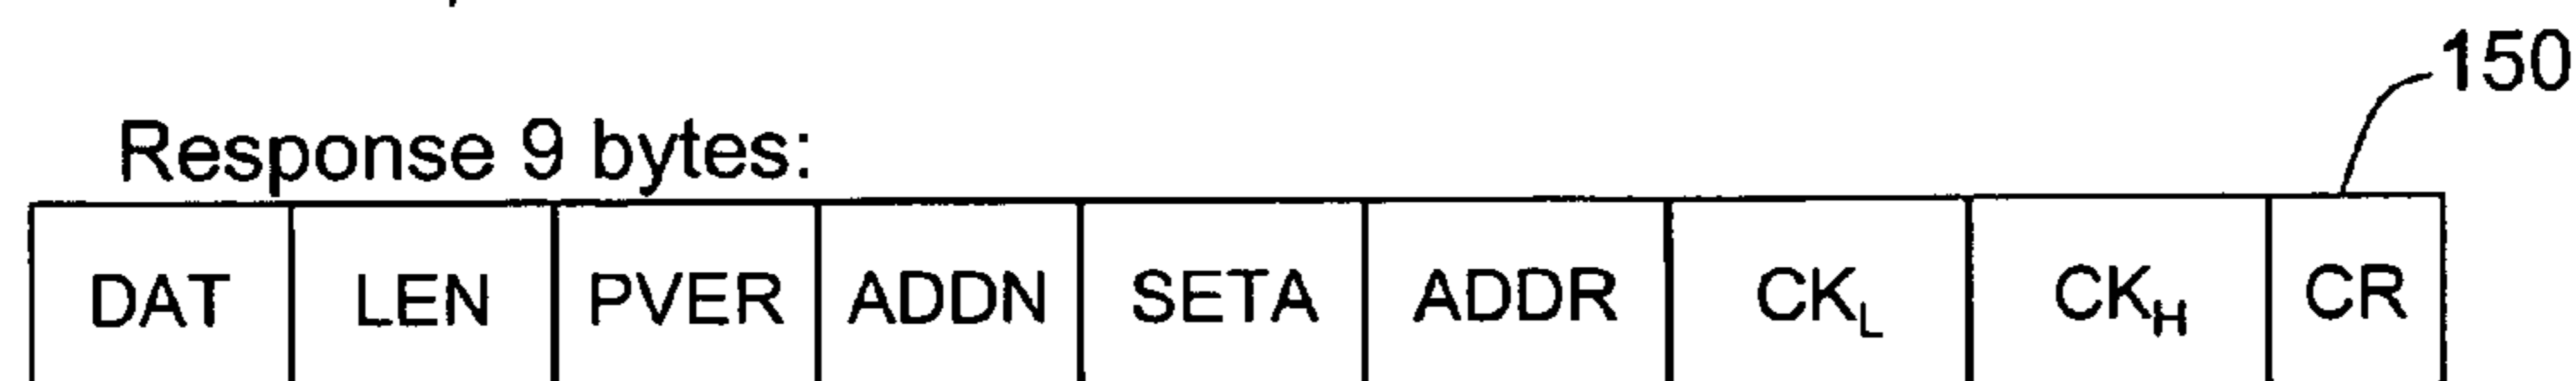 150
Response 9 bytes:
DAT LEN PVER ADDN SETA ADDR CKL CKH CR